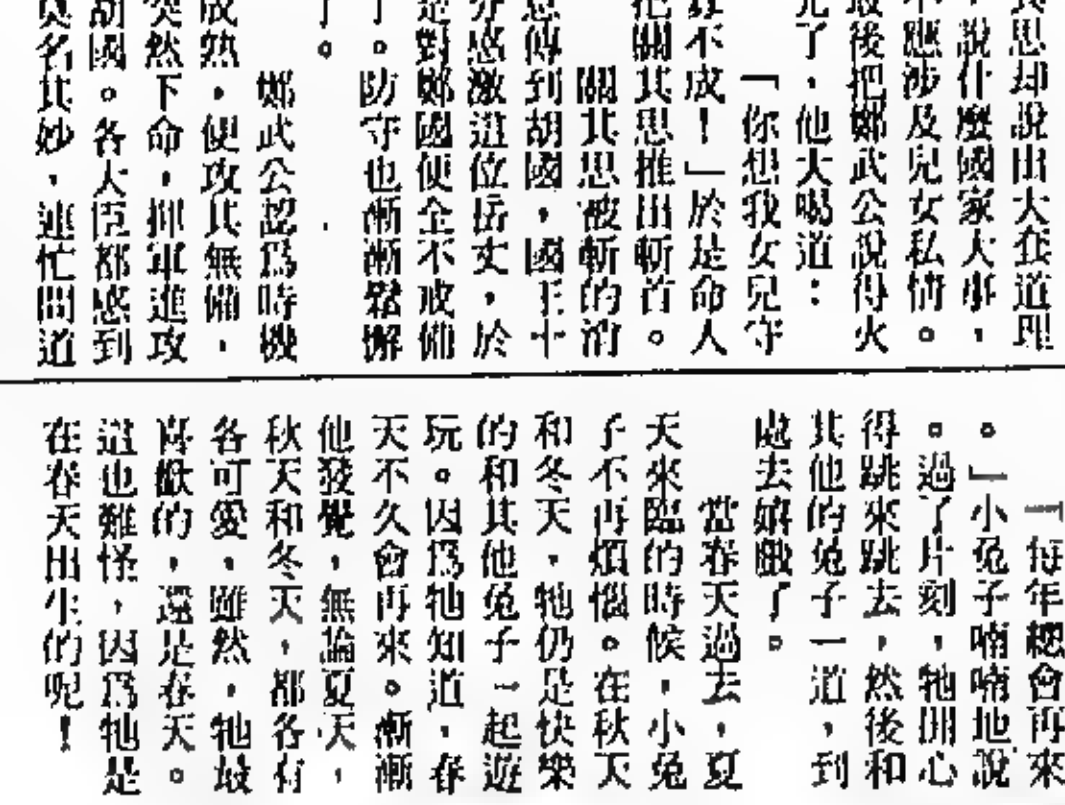 其思却說出大套道理
,說什麼國家大事,
不應涉及兒女私情。
最後把鄭武公說得火
光了,他大喝道:
「你想我女兒守
寡不成!」於是命人
把關其思推出斬首。
關其思被斬的消
息傳到胡國,國王十
分感激這位岳丈,於
是對鄭國便全不戒備
了。防守也漸漸鬆懈
了。
鄭武公認爲時機
成熟,便攻其無備,
突然下命,揮軍進攻
胡國。各大臣都感到
莫名其妙,連忙問道
「每年總會再來
。」小兔子喃喃地說
。過了片刻,牠開心
得跳來跳去,然後和
其他的兔子一道,到
處去嬉戲了。
當春天過去,夏
天來臨的時候,小兔
子不再煩惱。在秋天
和冬天,牠仍是快樂
的和其他兔子一起遊
玩。因爲牠知道,春
天不久會再來。漸漸
他發覺,無論夏天,
秋天和冬天,都各有
各可愛,雖然,牠最
喜歡的,還是春天。
這也難怪,因爲牠是
在春天出生的呢!